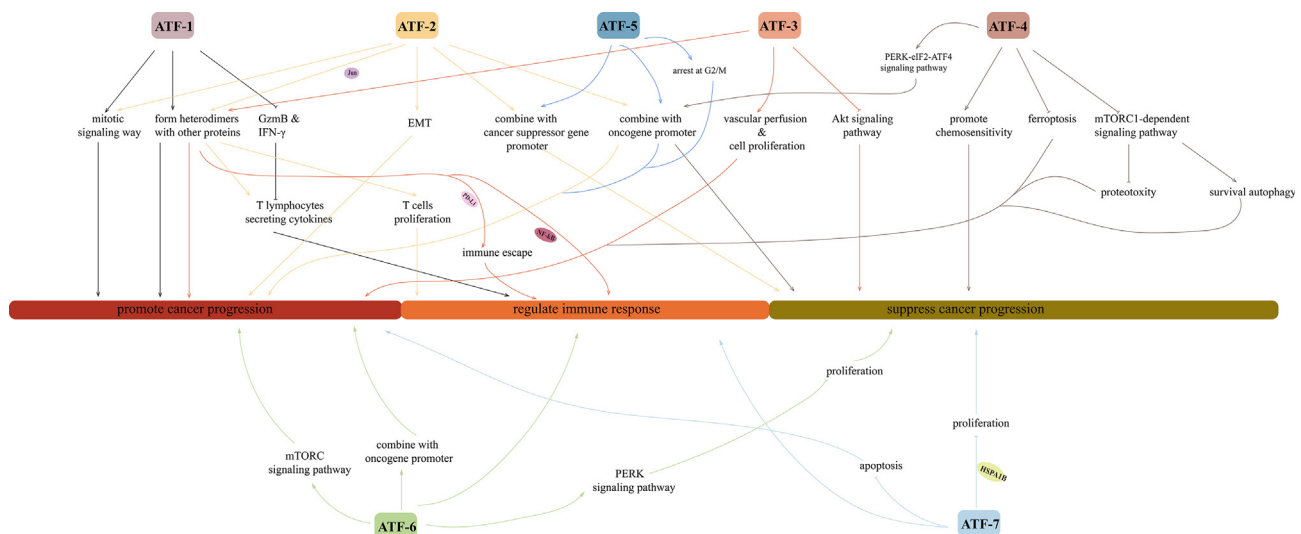 ATF-1
ATF-2
ATF-5
ATF-3
ATF-4
PERK-eIF2-ATF4
signaling pathway
Jun
arrest at G2/M
mitotic
signaling way
form heterodimers
with other proteins
GzmB &
IFN-γ
EMT
combine with
cancer suppressor gene
promoter
combine with
oncogene promoter
vascular perfusion
&
cell proliferation
Akt signaling
pathway
promote
chemosensitivity
ferroptosis
mTORC1-dependent
signaling pathway
T lymphocytes
secreting cytokines
T cells
proliferation
PD-L1
proteotoxity
survival autophagy
NF-kB
immune escape
promote cancer progression
regulate immune response
suppress cancer progression
proliferation
proliferation
mTORC
signaling pathway
combine with
oncogene promoter
PERK
signaling pathway
apoptosis
HSPA1B
ATF-6
ATF-7